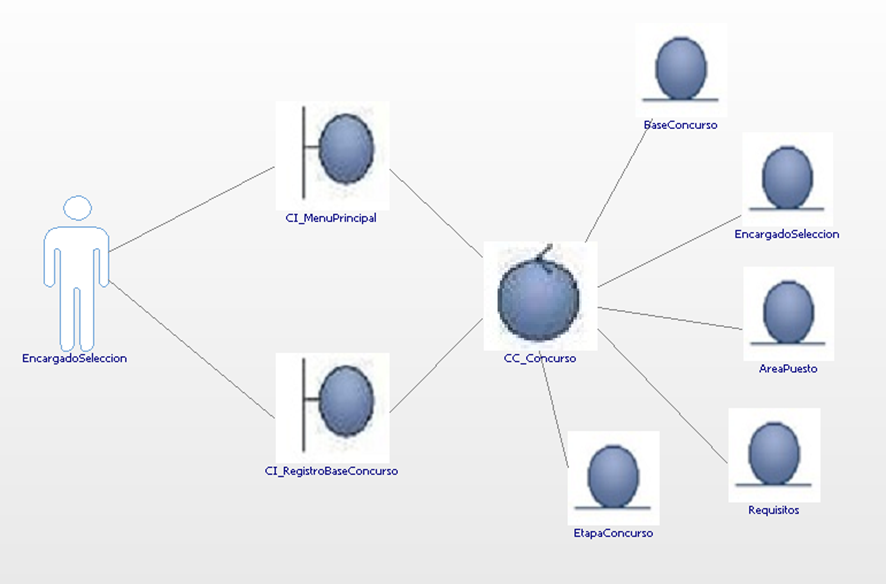 BaseConcurso
CI_MenuPrincipal
EncargadoSeleccion
EncargadoSeleccion
CC_Concurso
AreaPuesto
CI_RegistroBaseConcurso
Requisitos
EtapaConcurso